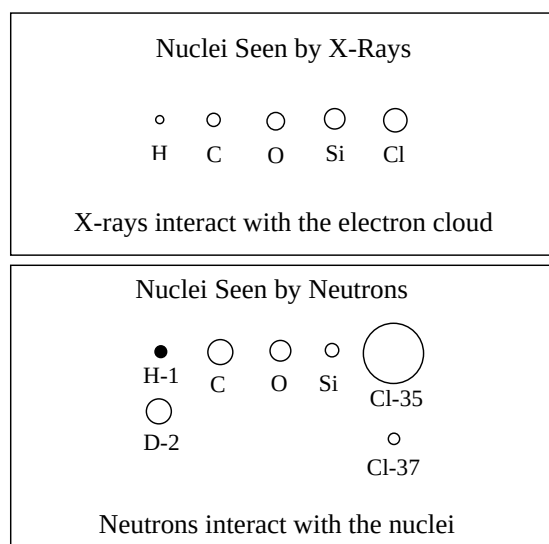 Nuclei Seen by X-Rays
H C O Si Cl
X-rays interact with the electron cloud
Nuclei Seen by Neutrons
H-1 C O Si Cl-35
D-2 Cl-37
Neutrons interact with the nuclei